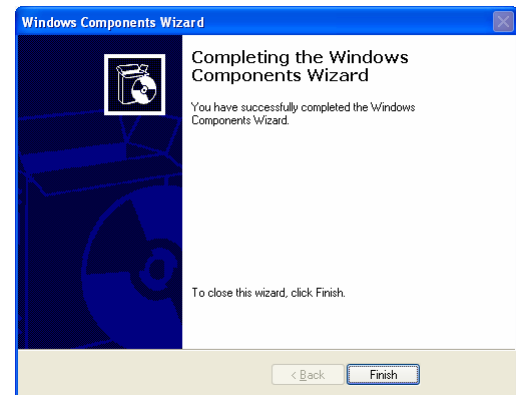 Windows Components Wizard
Completing the Windows
Components Wizard
You have successfully completed the Windows
Components Wizard.
To close this wizard, click Finish.
< Back
Finish